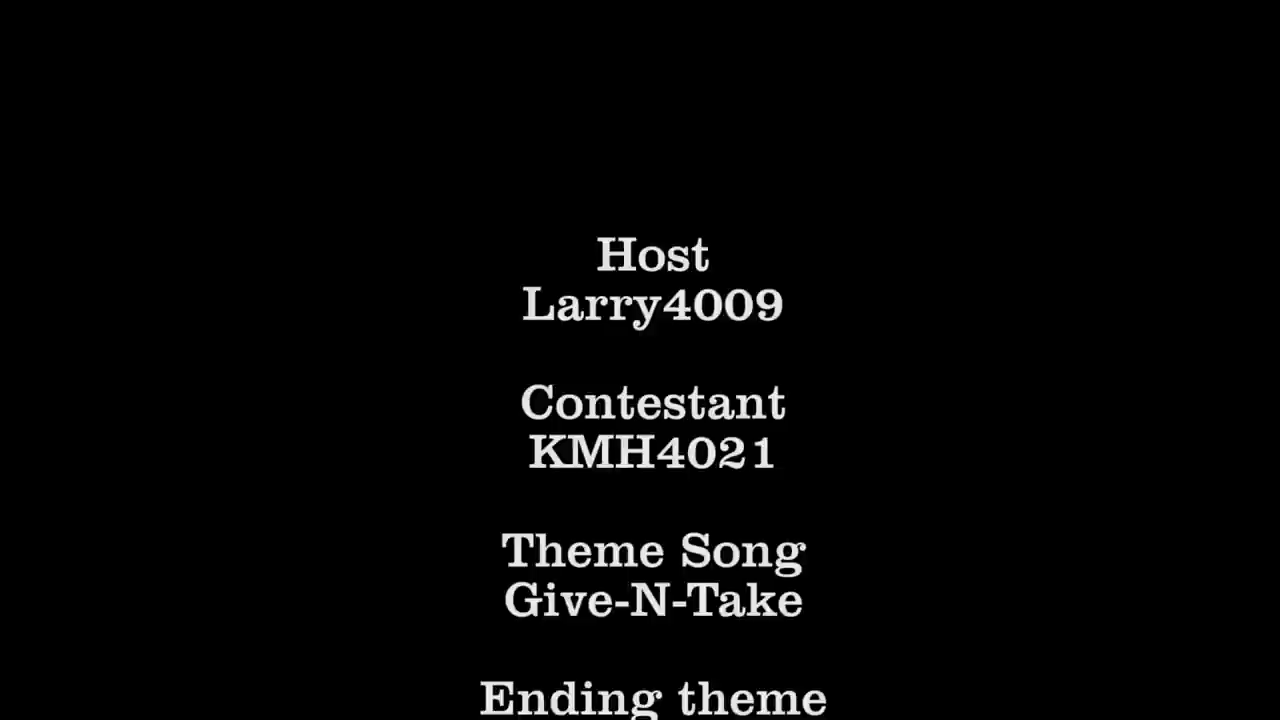 Host
Larry4009
Contestant
KMH4021
Theme Song
Give-N-Take
Ending theme